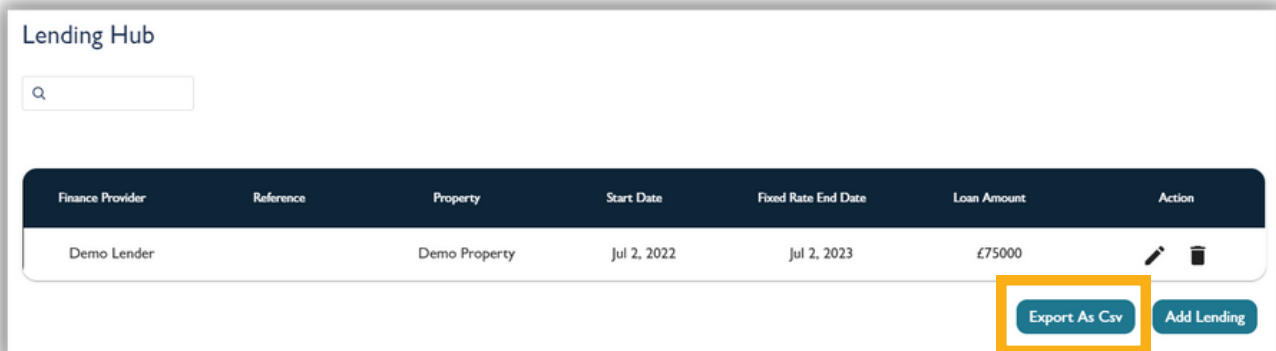 Lending Hub
Finance Provider Reference Property Start Date Fixed Rate End Date Loan Amount Action
Demo Lender Demo Property Jul 2, 2022 Jul 2, 2023 £75000
Export As Csv Add Lending